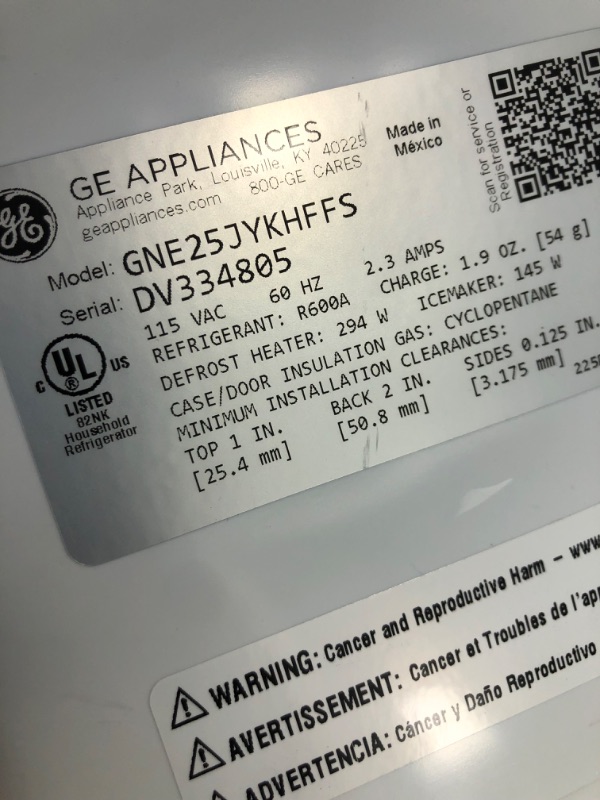 GE APPLIANCES
Appliance Park, Louisville, KY 40225
geappliances.com 800-GE CARES
Made in
México
Scan for service or
Registration
GE
Model: GNE25JYKHFFS
Serial: DV334805
115 VAC 60 HZ 2.3 AMPS
REFRIGERANT: R600A CHARGE: 1.9 OZ. [54 g]
DEFROST HEATER: 294 W ICEMAKER: 145 W
CASE/DOOR INSULATION GAS: CYCLOPENTANE
MINIMUM INSTALLATION CLEARANCES:
TOP 1 IN. BACK 2 IN. SIDES 0.125 IN.
[25.4 mm] [50.8 mm] [3.175 mm]
C UL US
®
LISTED
82NK
Household
Refrigerator
WARNING: Cancer and Reproductive Harm – www
AVERTISSEMENT: Cancer et Troubles de l'
ADVERTENCIA: Cáncer y Daño Reproductivo